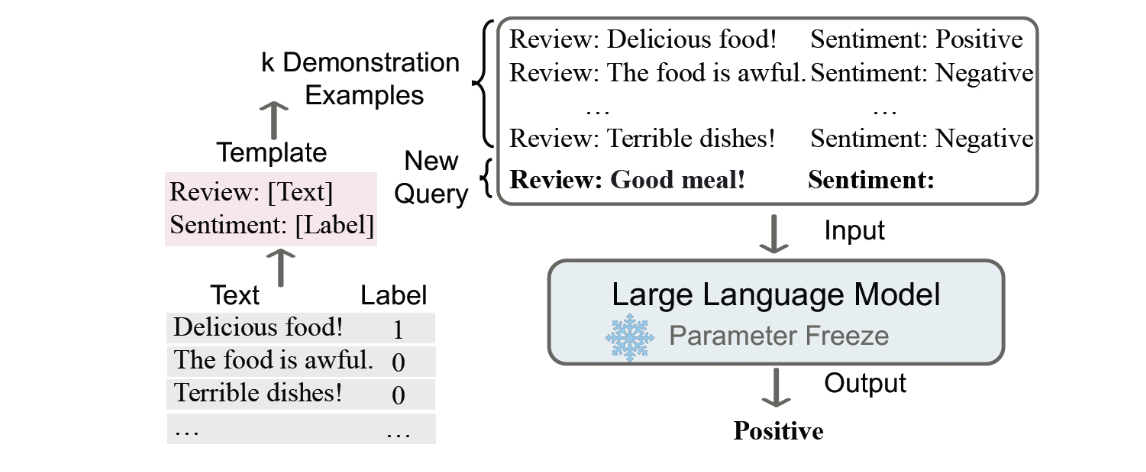 k Demonstration
Examples
Template
Review: [Text]
Sentiment: [Label]
Text Label
Delicious food! 1
The food is awful. 0
Terrible dishes! 0
... ...
Review: Delicious food! Sentiment: Positive
Review: The food is awful. Sentiment: Negative
... ...
Review: Terrible dishes! Sentiment: Negative
New
Query
Review: Good meal! Sentiment:
Input
Large Language Model
Parameter Freeze
Output
Positive